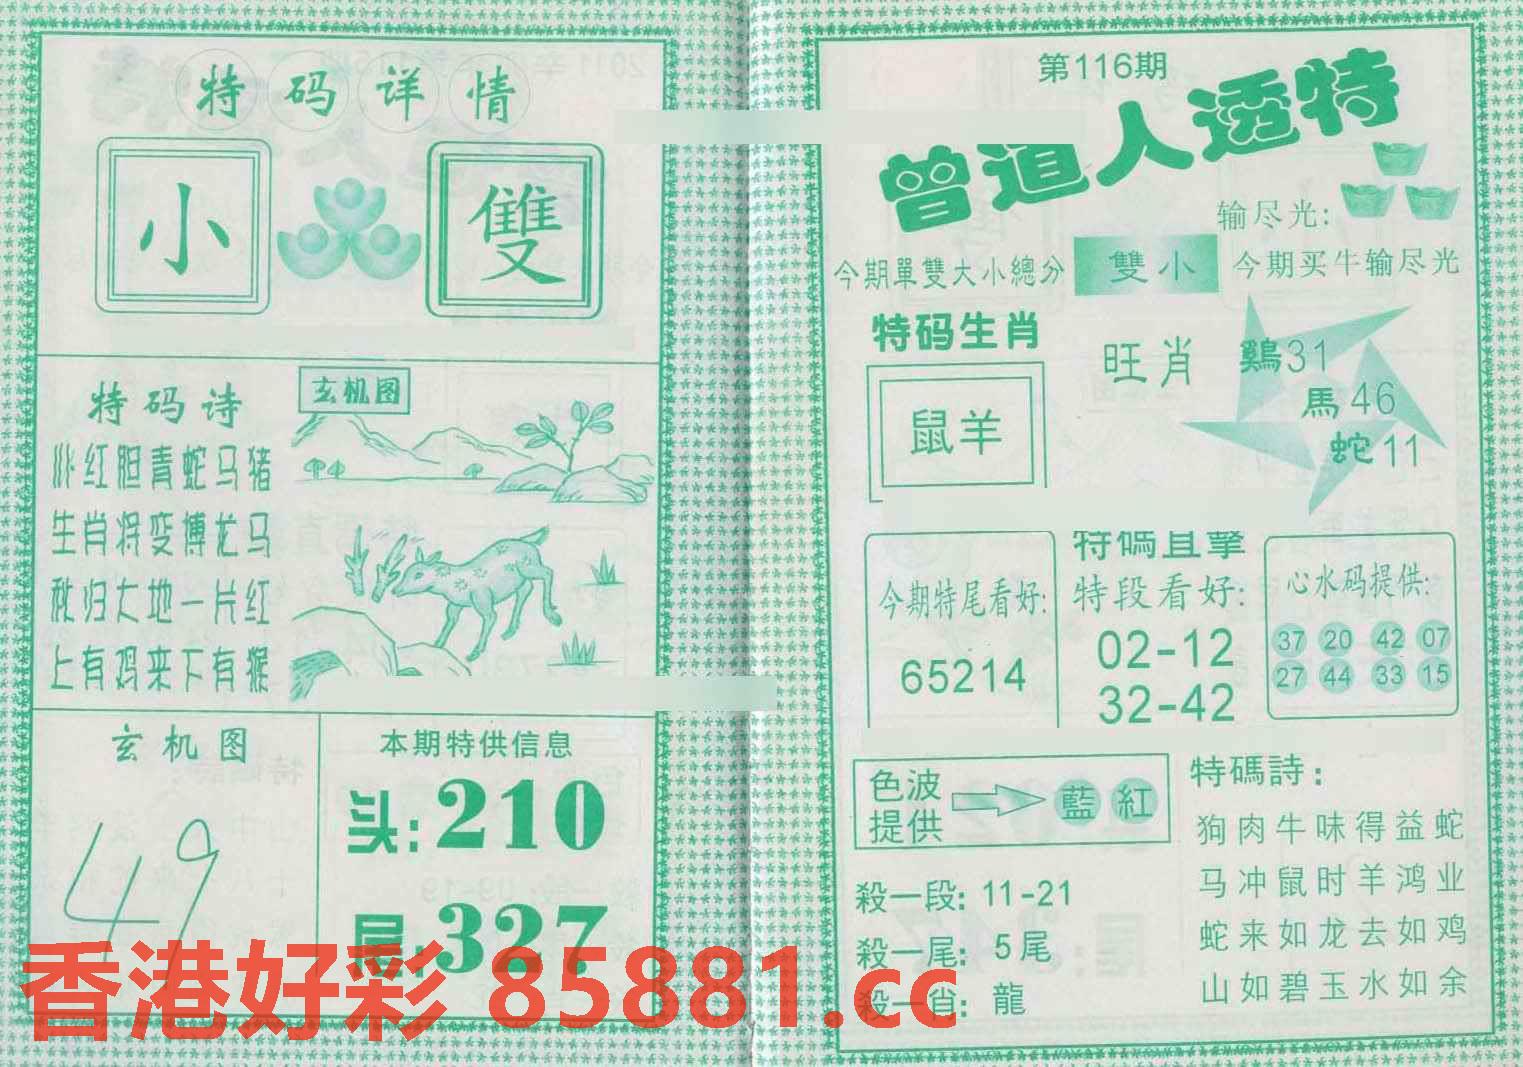 特码详情
小
雙
特码诗
红胆青蛇马猪
生肖将变博龙马
秋归大地一片红
上有鸡来下有猴
玄机图
玄机图
49
本期特供信息
头:210
尾:327
第116期
曾道人透特
输尽光:
今期买牛输尽光
今期單雙大小總分
雙小
特码生肖
鼠羊
旺肖
鷄31
馬46
蛇11
今期特尾看好:
65214
特碼直擊
特段看好:
02-12
32-42
心水码提供:
37 20 42 07
27 44 33 15
色波
提供
藍紅
殺一段:11-21
殺一尾:5尾
殺一肖:龍
特碼詩:
狗肉牛味得益蛇
马冲鼠时羊鸿业
蛇来如龙去如鸡
山如碧玉水如余
香港好彩 85881.cc